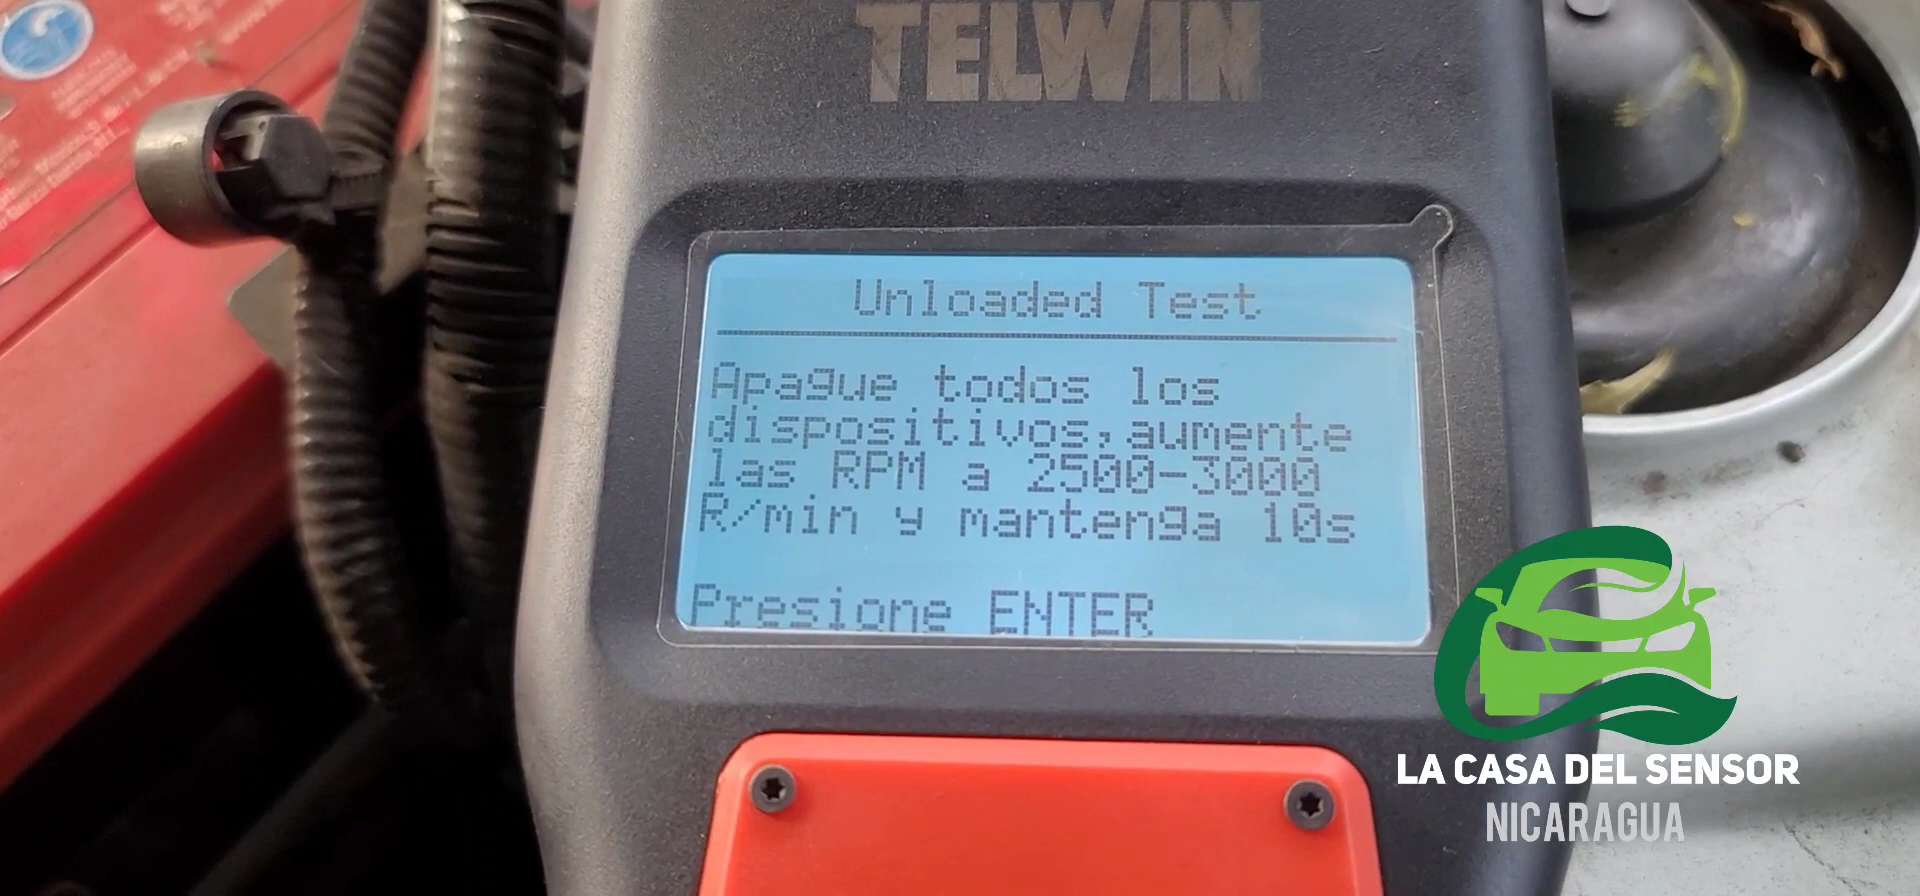 TELWIN
Unloaded Test
Apague todos los
dispositivos,aumente
las RPM a 2500-3000
R/min y mantenga 10s
Presione ENTER
LA CASA DEL SENSOR
NICARAGUA